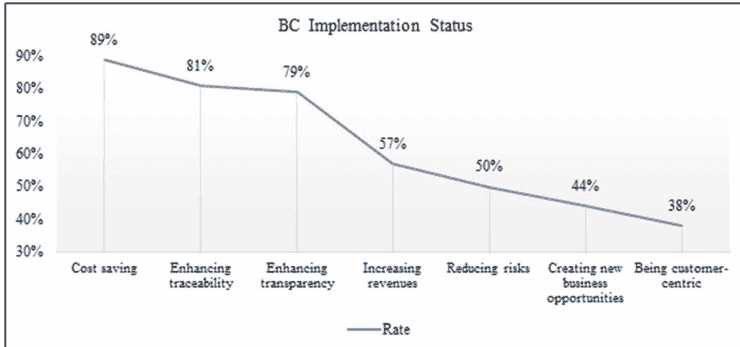 BC Implementation Status
89%
81%
79%
57%
50%
44%
38%
90%
80%
70%
60%
50%
40%
30%
Cost saving
Enhancing
traceability
Enhancing
transparency
Increasing
revenues
Reducing risks
Creating new
business
opportunities
Being customer-
centric
Rate